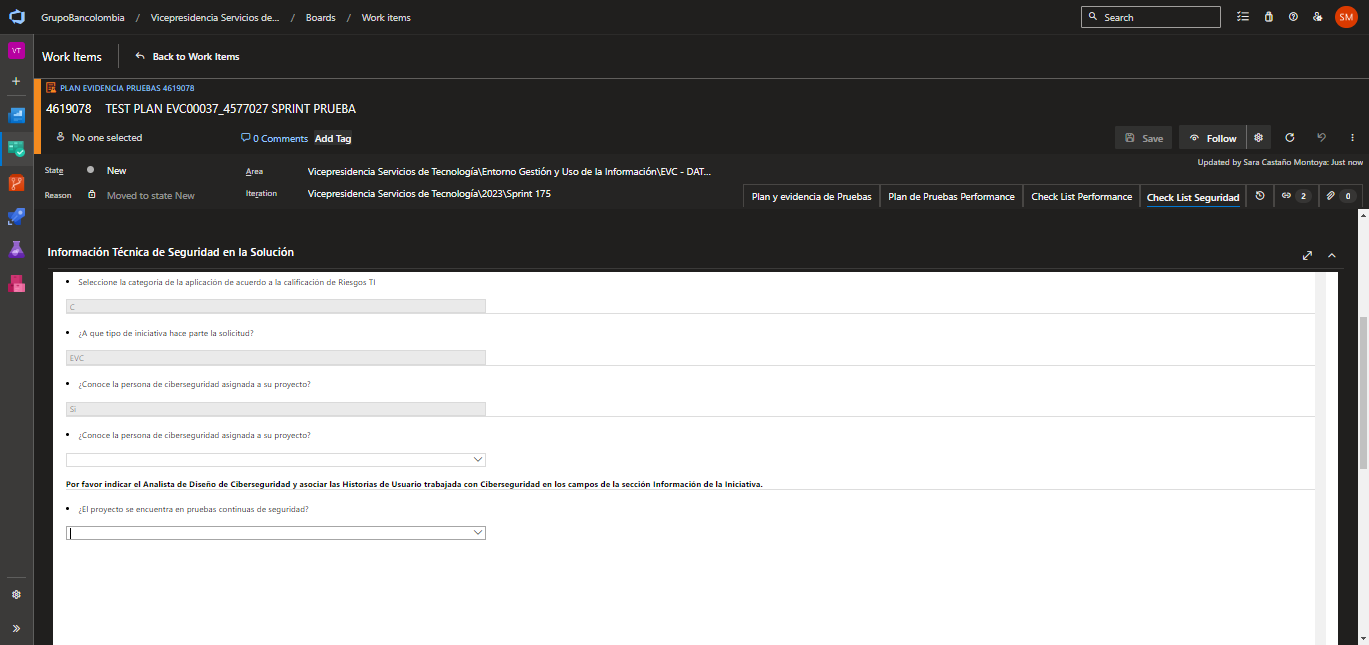 GrupoBancolombia / Vicepresidencia Servicios de... / Boards / Work items
Search
SM
VT
Work Items
Back to Work Items
PLAN EVIDENCIA PRUEBAS 4619078
4619078 TEST PLAN EVC00037_4577027 SPRINT PRUEBA
No one selected
0 Comments
Add Tag
Save
Follow
Updated by Sara Castaño Montoya: Just now
State New
Area Vicepresidencia Servicios de Tecnología\Entorno Gestión y Uso de la Información\EVC - DAT...
Reason Moved to state New
Iteration Vicepresidencia Servicios de Tecnología\2023\Sprint 175
Plan y evidencia de Pruebas
Plan de Pruebas Performance
Check List Performance
Check List Seguridad
2
0
Información Técnica de Seguridad en la Solución
• Seleccione la categoria de la aplicación de acuerdo a la calificación de Riesgos TI
C
• ¿A que tipo de iniciativa hace parte la solicitud?
EVC
• ¿Conoce la persona de ciberseguridad asignada a su proyecto?
Si
• ¿Conoce la persona de ciberseguridad asignada a su proyecto?
Por favor indicar el Analista de Diseño de Ciberseguridad y asociar las Historias de Usuario trabajada con Ciberseguridad en los campos de la sección Información de la Iniciativa.
• ¿El proyecto se encuentra en pruebas continuas de seguridad?